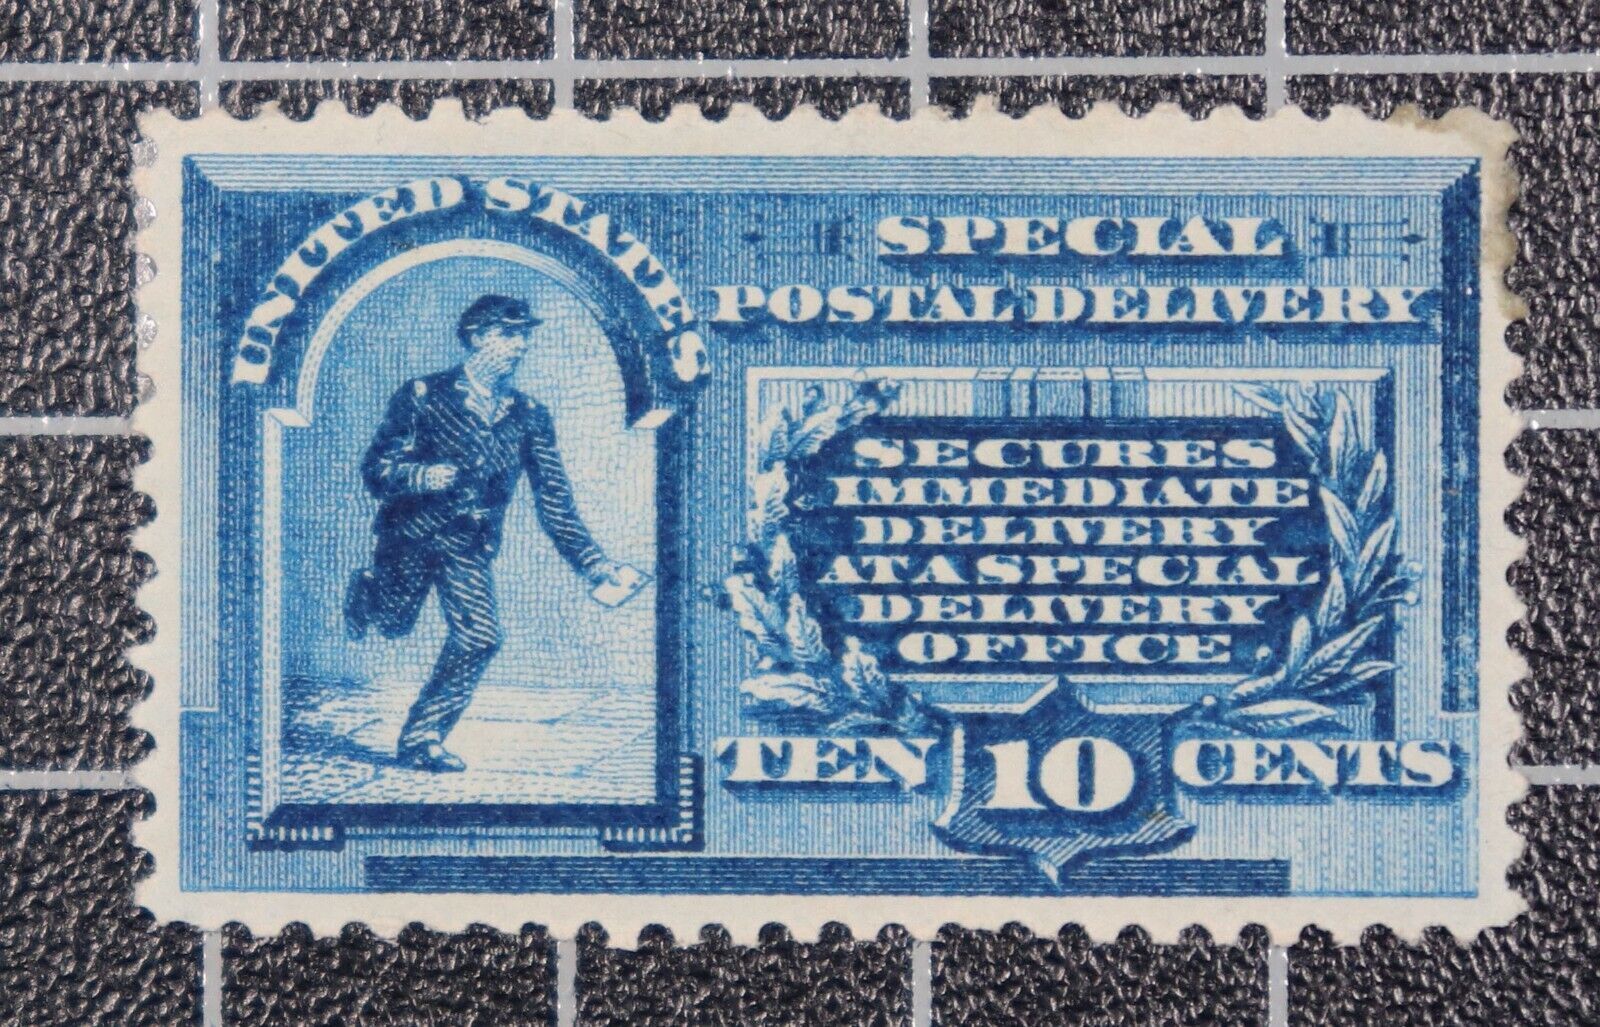 UNITED STATES
SPECIAL
POSTAL DELIVERY
SECURES
IMMEDIATE
DELIVERY
AT A SPECIAL
DELIVERY
OFFICE.
TEN 10 CENTS